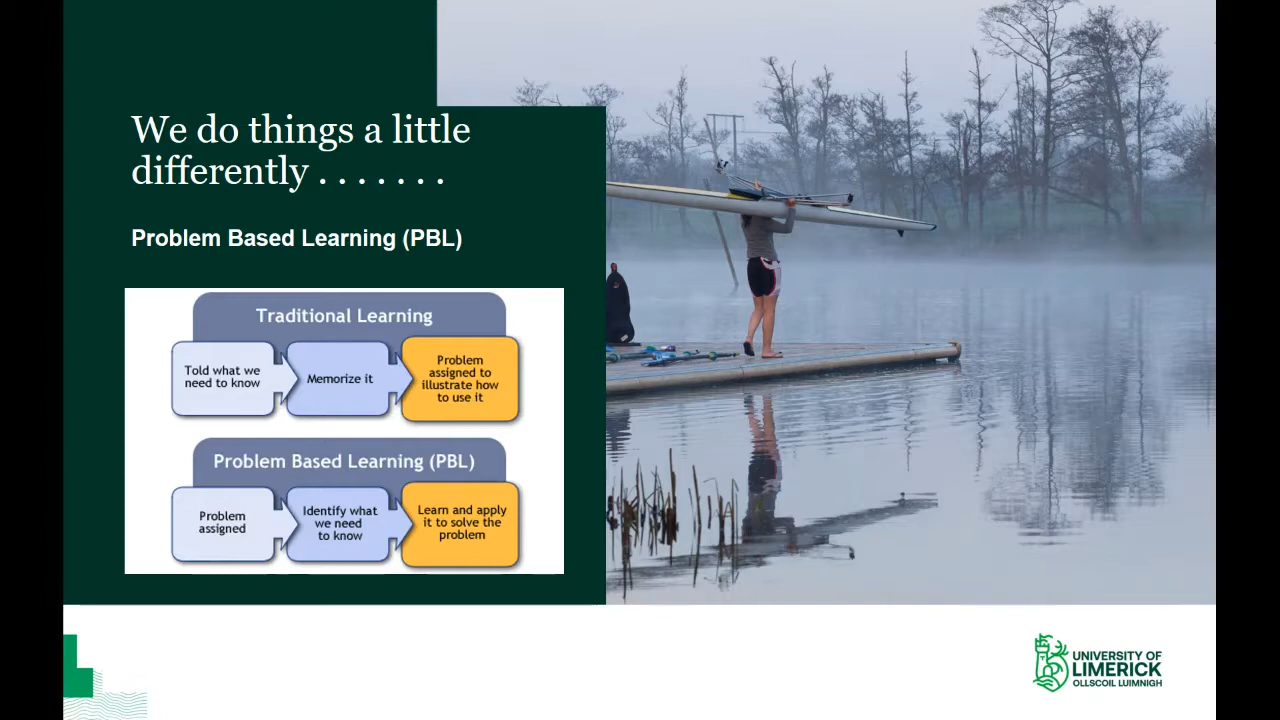 We do things a little
differently . . . . . . .
Problem Based Learning (PBL)
Traditional Learning
Told what we
need to know
Memorize it
Problem
assigned to
illustrate how
to use it
Problem Based Learning (PBL)
Problem
assigned
Identify what
we need
to know
Learn and apply
it to solve the
problem
UNIVERSITY OF
LIMERICK
OLLSCOIL LUIMNIGH